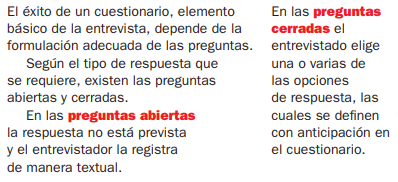 El éxito de un cuestionario, elemento
básico de la entrevista, depende de la
formulación adecuada de las preguntas.
Según el tipo de respuesta que
se requiere, existen las preguntas
abiertas y cerradas.
En las preguntas abiertas
la respuesta no está prevista
y el entrevistador la registra
de manera textual.
En las preguntas
cerradas el
entrevistado elige
una o varias de
las opciones
de respuesta, las
cuales se definen
con anticipación en
el cuestionario.